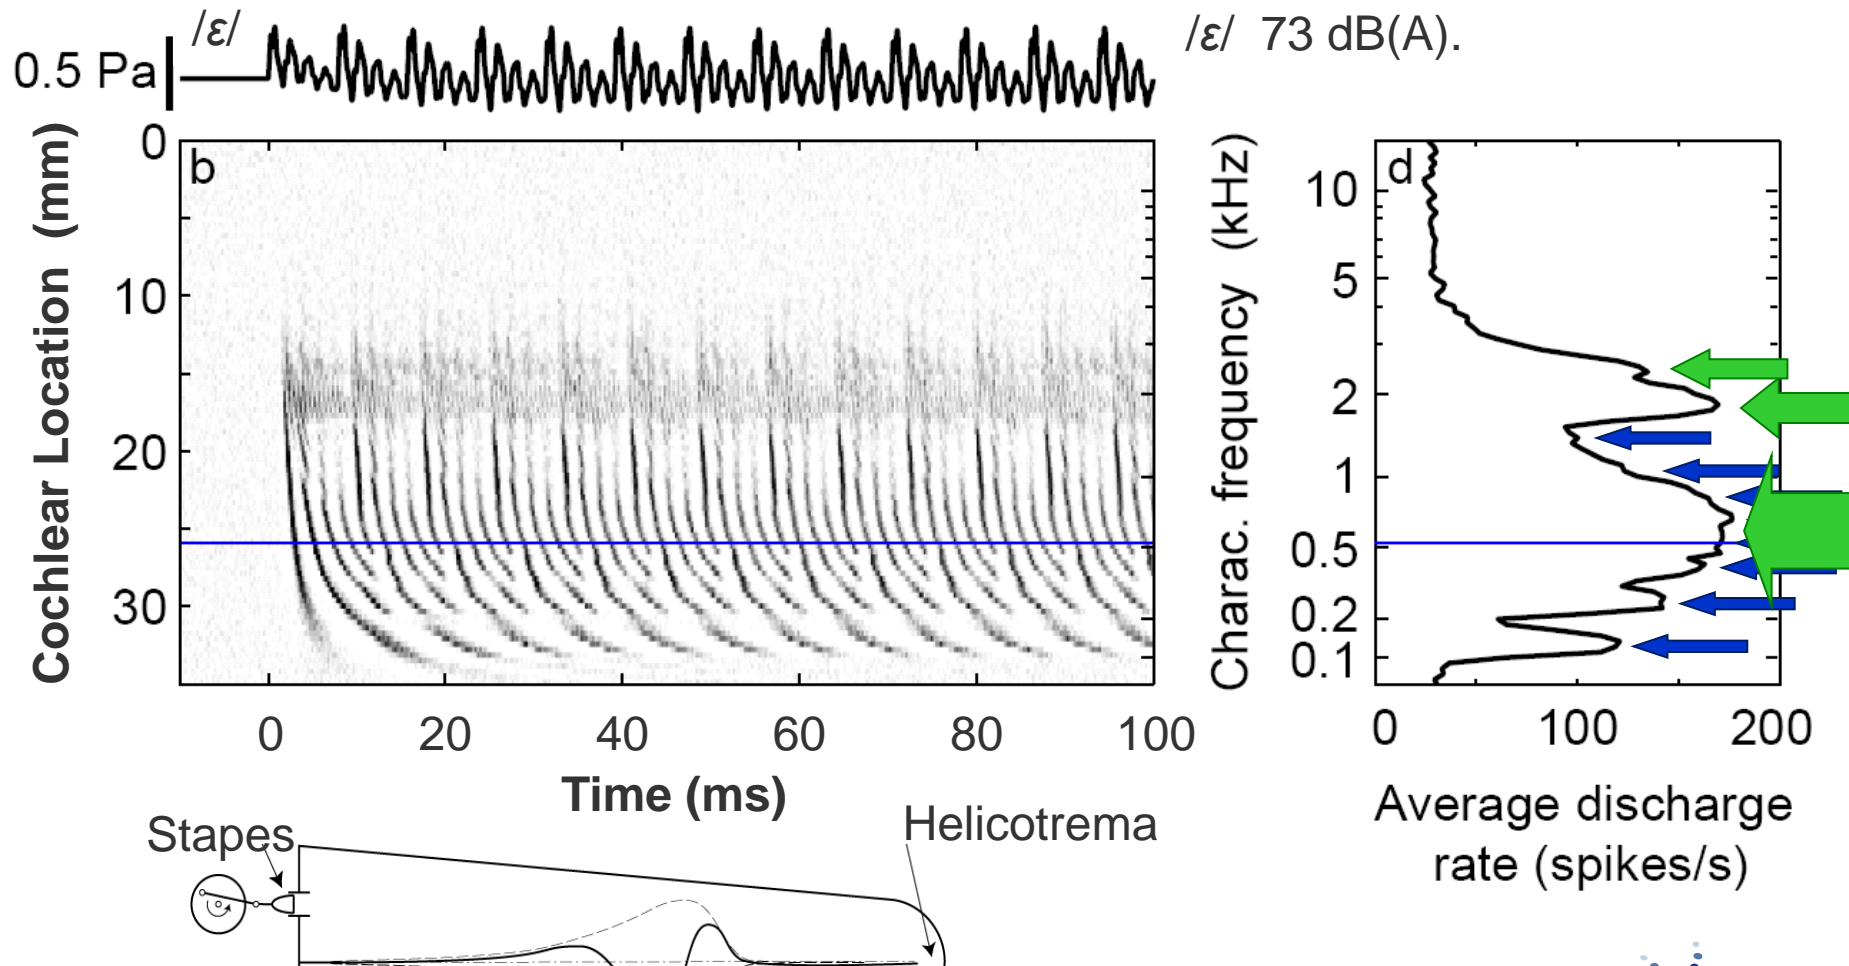 /ɛ/
/ɛ/ 73 dB(A).
0.5 Pa
Cochlear Location (mm)
0
10
20
30
b
0 20 40 60 80 100
Time (ms)
Charac. frequency (kHz)
10
5
2
1
0.5
0.2
0.1
d
0 100 200
Average discharge
rate (spikes/s)
Stapes
Helicotrema